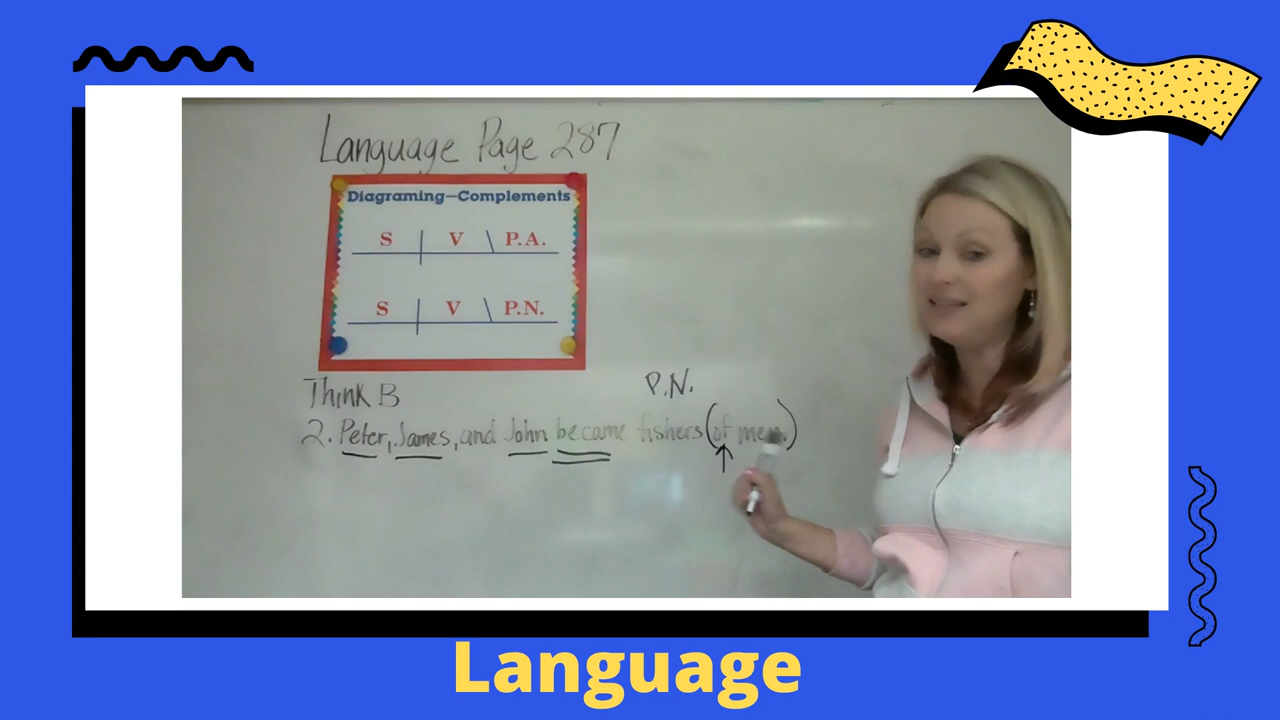 Language Page 287
Diagraming—Complements
S V P.A.
S V P.N.
Think B
P.N.
2. Peter, James, and John became fishers (of men.)
Language